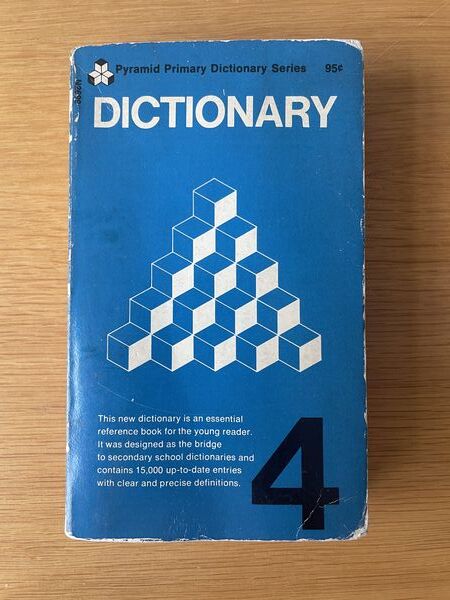 Pyramid Primary Dictionary Series 95¢
DICTIONARY
This new dictionary is an essential
reference book for the young reader.
It was designed as the bridge
to secondary school dictionaries and
contains 15,000 up-to-date entries
with clear and precise definitions.
4